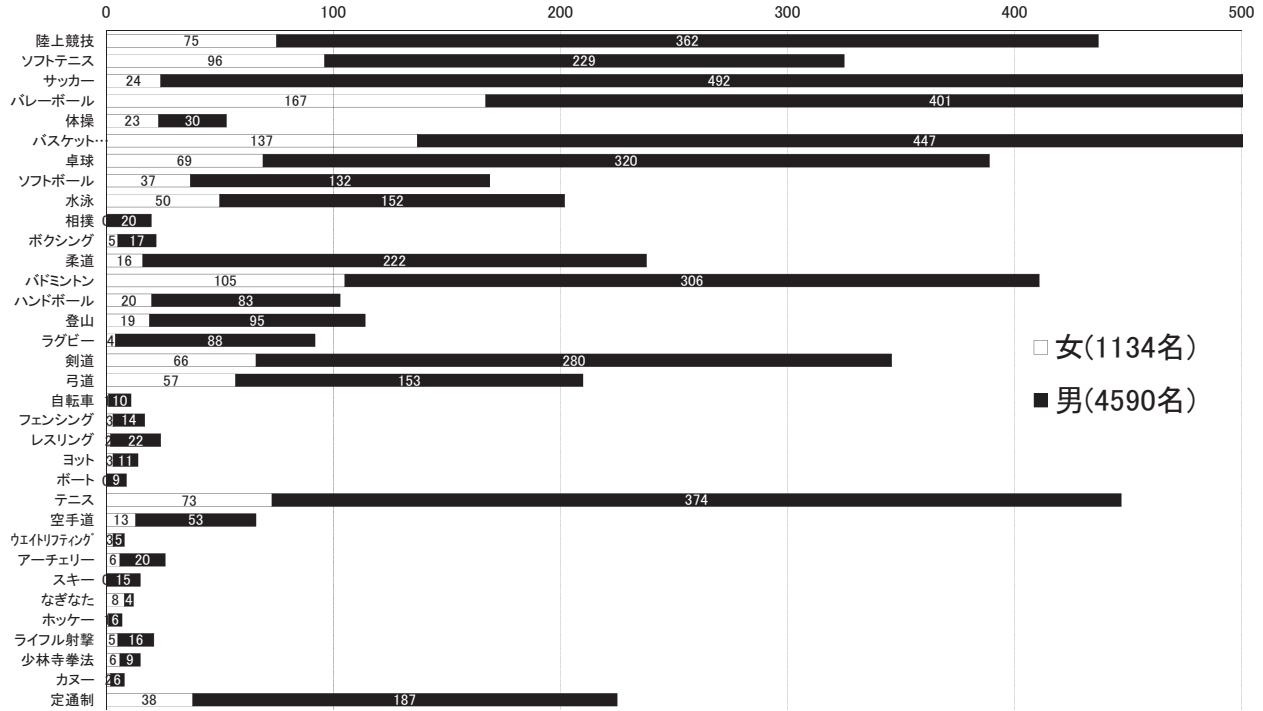 0 100 200 300 400 500
陸上競技 75 362
ソフトテニス 96 229
サッカー 24 492
バレーボール 167 401
体操 23 30
バスケット… 137 447
卓球 69 320
ソフトボール 37 132
水泳 50 152
相撲 0 20
ボクシング 5 17
柔道 16 222
バドミントン 105 306
ハンドボール 20 83
登山 19 95
ラグビー 4 88
女(1134名)
剣道 66 280
弓道 57 153
男(4590名)
自転車 1 10
フェンシング 3 14
レスリング 2 22
ヨット 3 11
ボート 0 9
テニス 73 374
空手道 13 53
ウエイトリフティング 3 5
アーチェリー 6 20
スキー 0 15
なぎなた 8 4
ホッケー 1 6
ライフル射撃 5 16
少林寺拳法 6 9
カヌー 2 6
定通制 38 187